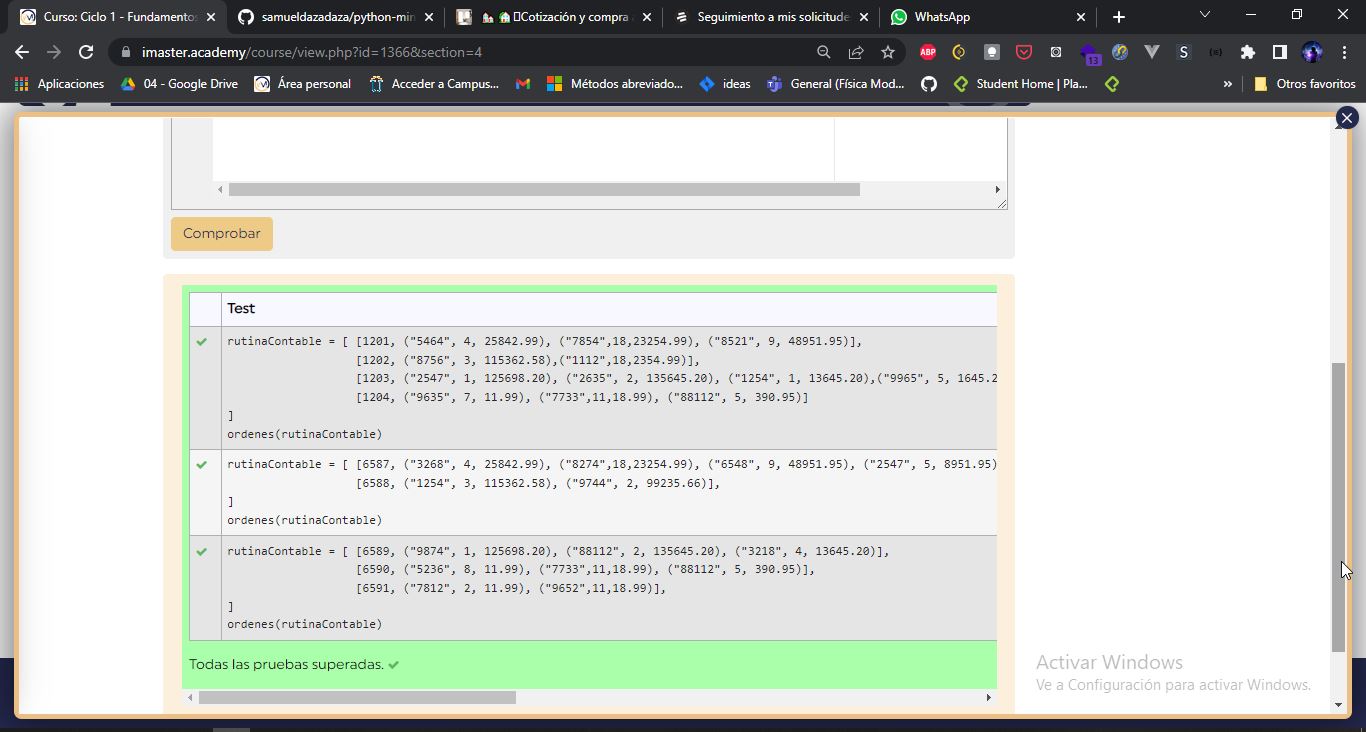 Curso: Ciclo 1 - Fundamentos
samueldazadaza/python-min
Cotización y compra
Seguimiento a mis solicitude
WhatsApp
imaster.academy/course/view.php?id=1366&section=4
ABP
13
S
Aplicaciones
04 - Google Drive
Área personal
Acceder a Campus...
Métodos abreviado...
ideas
General (Física Mod...
Student Home | Pla...
»
Otros favoritos
Comprobar
Test
rutinaContable = [ [1201, ("5464", 4, 25842.99), ("7854",18,23254.99), ("8521", 9, 48951.95)],
[1202, ("8756", 3, 115362.58),("1112",18,2354.99)],
[1203, ("2547", 1, 125698.20), ("2635", 2, 135645.20), ("1254", 1, 13645.20),("9965", 5, 1645.2
[1204, ("9635", 7, 11.99), ("7733",11,18.99), ("88112", 5, 390.95)]
]
ordenes(rutinaContable)
rutinaContable = [ [6587, ("3268", 4, 25842.99), ("8274",18,23254.99), ("6548", 9, 48951.95), ("2547", 5, 8951.95)
[6588, ("1254", 3, 115362.58), ("9744", 2, 99235.66)],
]
ordenes(rutinaContable)
rutinaContable = [ [6589, ("9874", 1, 125698.20), ("88112", 2, 135645.20), ("3218", 4, 13645.20)],
[6590, ("5236", 8, 11.99), ("7733",11,18.99), ("88112", 5, 390.95)],
[6591, ("7812", 2, 11.99), ("9652",11,18.99)],
]
ordenes(rutinaContable)
Todas las pruebas superadas.
Activar Windows
Ve a Configuración para activar Windows.